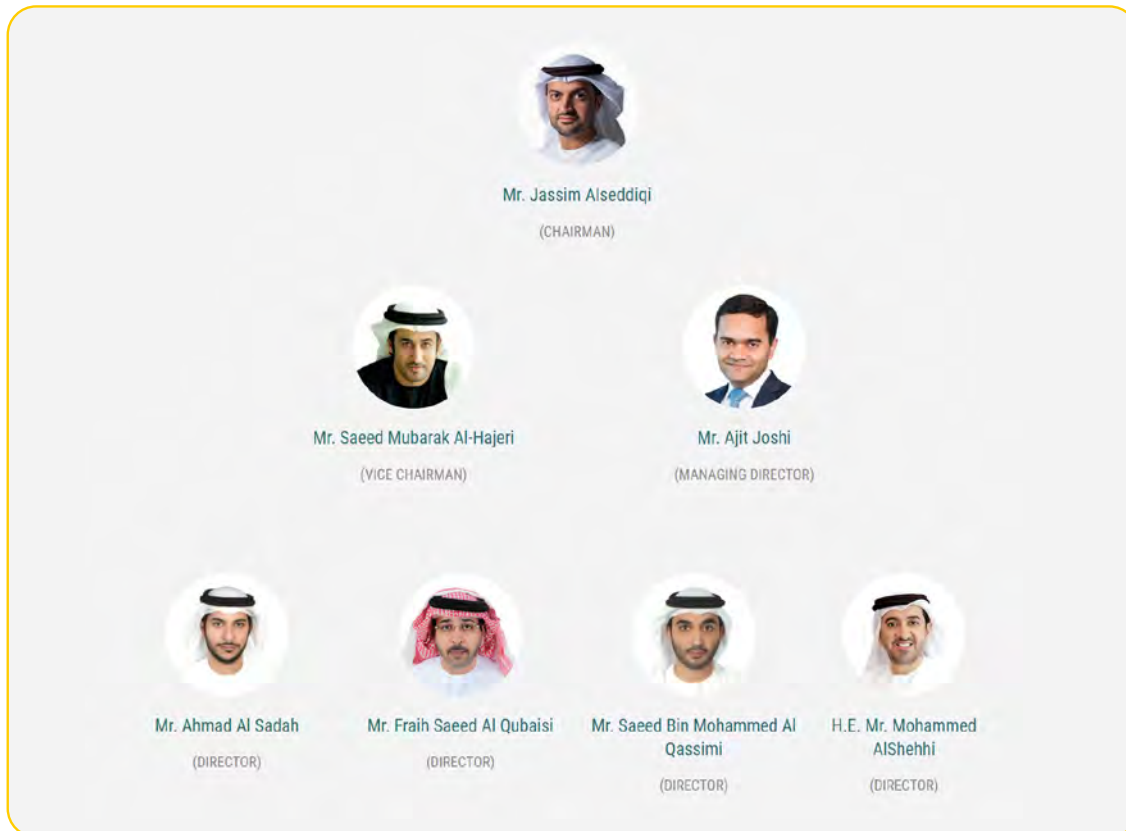 Mr. Jassim Alseddiqi
(CHAIRMAN)
Mr. Saeed Mubarak Al-Hajeri
(VICE CHAIRMAN)
Mr. Ajit Joshi
(MANAGING DIRECTOR)
Mr. Ahmad Al Sadah
(DIRECTOR)
Mr. Fraih Saeed Al Qubaisi
(DIRECTOR)
Mr. Saeed Bin Mohammed Al
Qassimi
(DIRECTOR)
H.E. Mr. Mohammed
AlShehhi
(DIRECTOR)